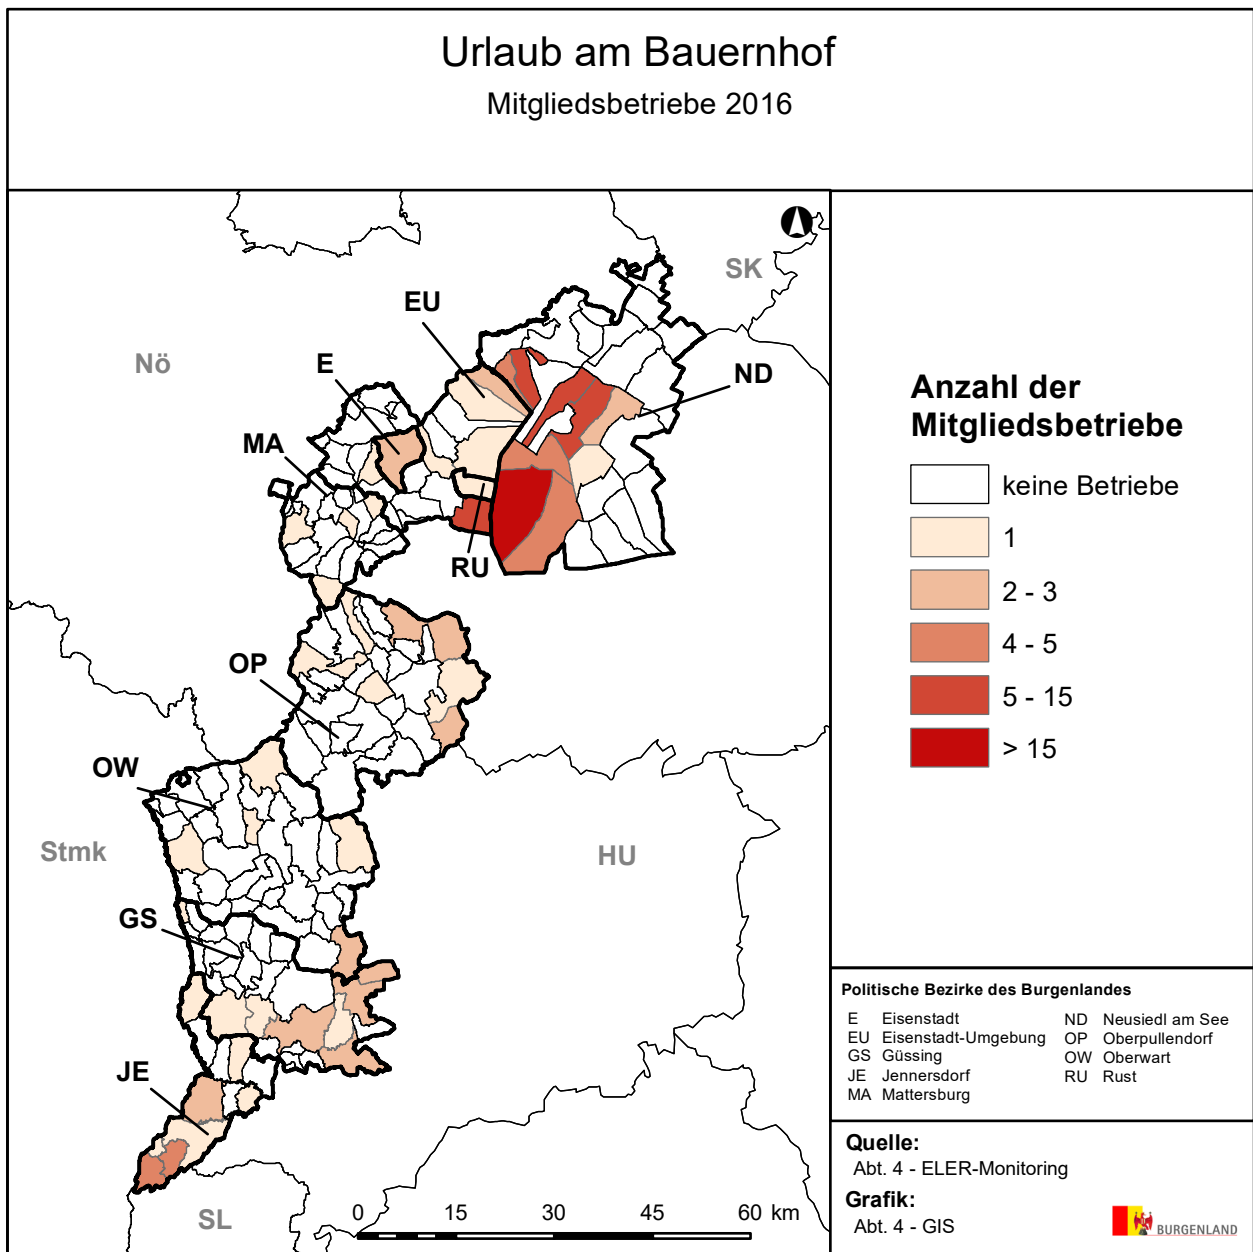 Urlaub am Bauernhof
Mitgliedsbetriebe 2016
SK
EU
Nö
E
ND
MA
RU
OP
OW
Stmk
HU
GS
JE
SL
0 15 30 45 60 km
Anzahl der
Mitgliedsbetriebe
keine Betriebe
1
2 - 3
4 - 5
5 - 15
> 15
Politische Bezirke des Burgenlandes
E Eisenstadt
EU Eisenstadt-Umgebung
GS Güssing
JE Jennersdorf
MA Mattersburg
ND Neusiedl am See
OP Oberpullendorf
OW Oberwart
RU Rust
Quelle:
Abt. 4 - ELER-Monitoring
Grafik:
Abt. 4 - GIS
BURGENLAND